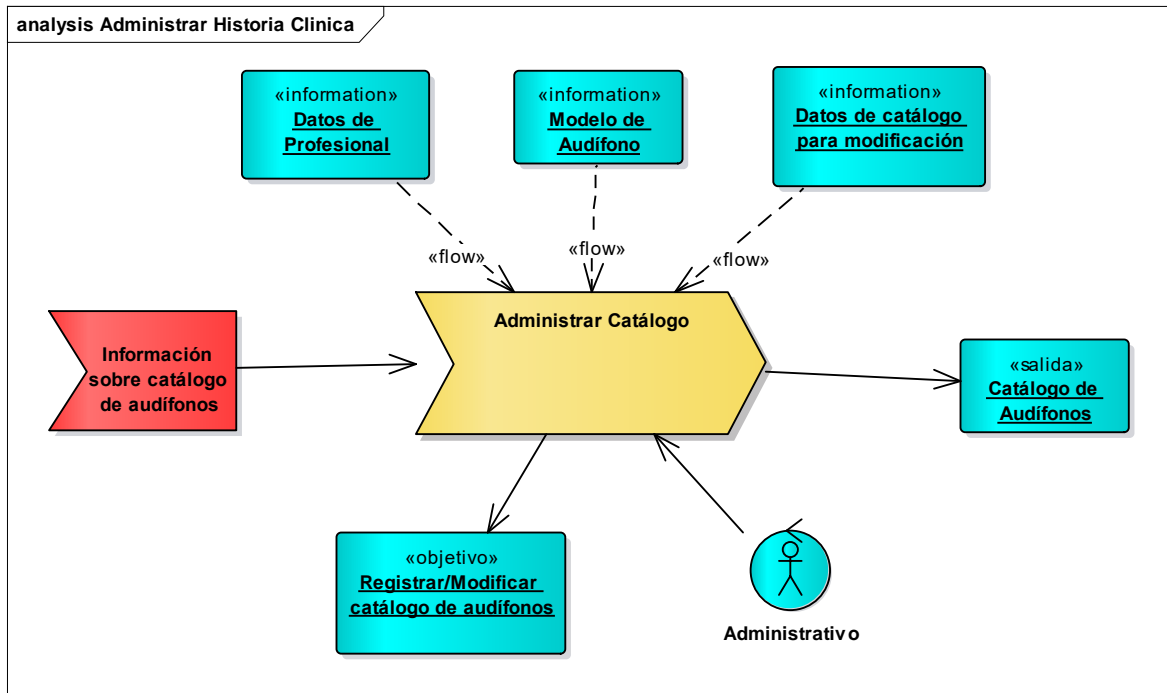 analysis Administrar Historia Clinica
«information»
Datos de
Profesional
«information»
Modelo de
Audífono
«information»
Datos de catálogo
para modificación
«flow»
«flow»
«flow»
Información
sobre catálogo
de audífonos
Administrar Catálogo
«salida»
Catálogo de
Audífonos
«objetivo»
Registrar/Modificar
catálogo de audífonos
Administrativo